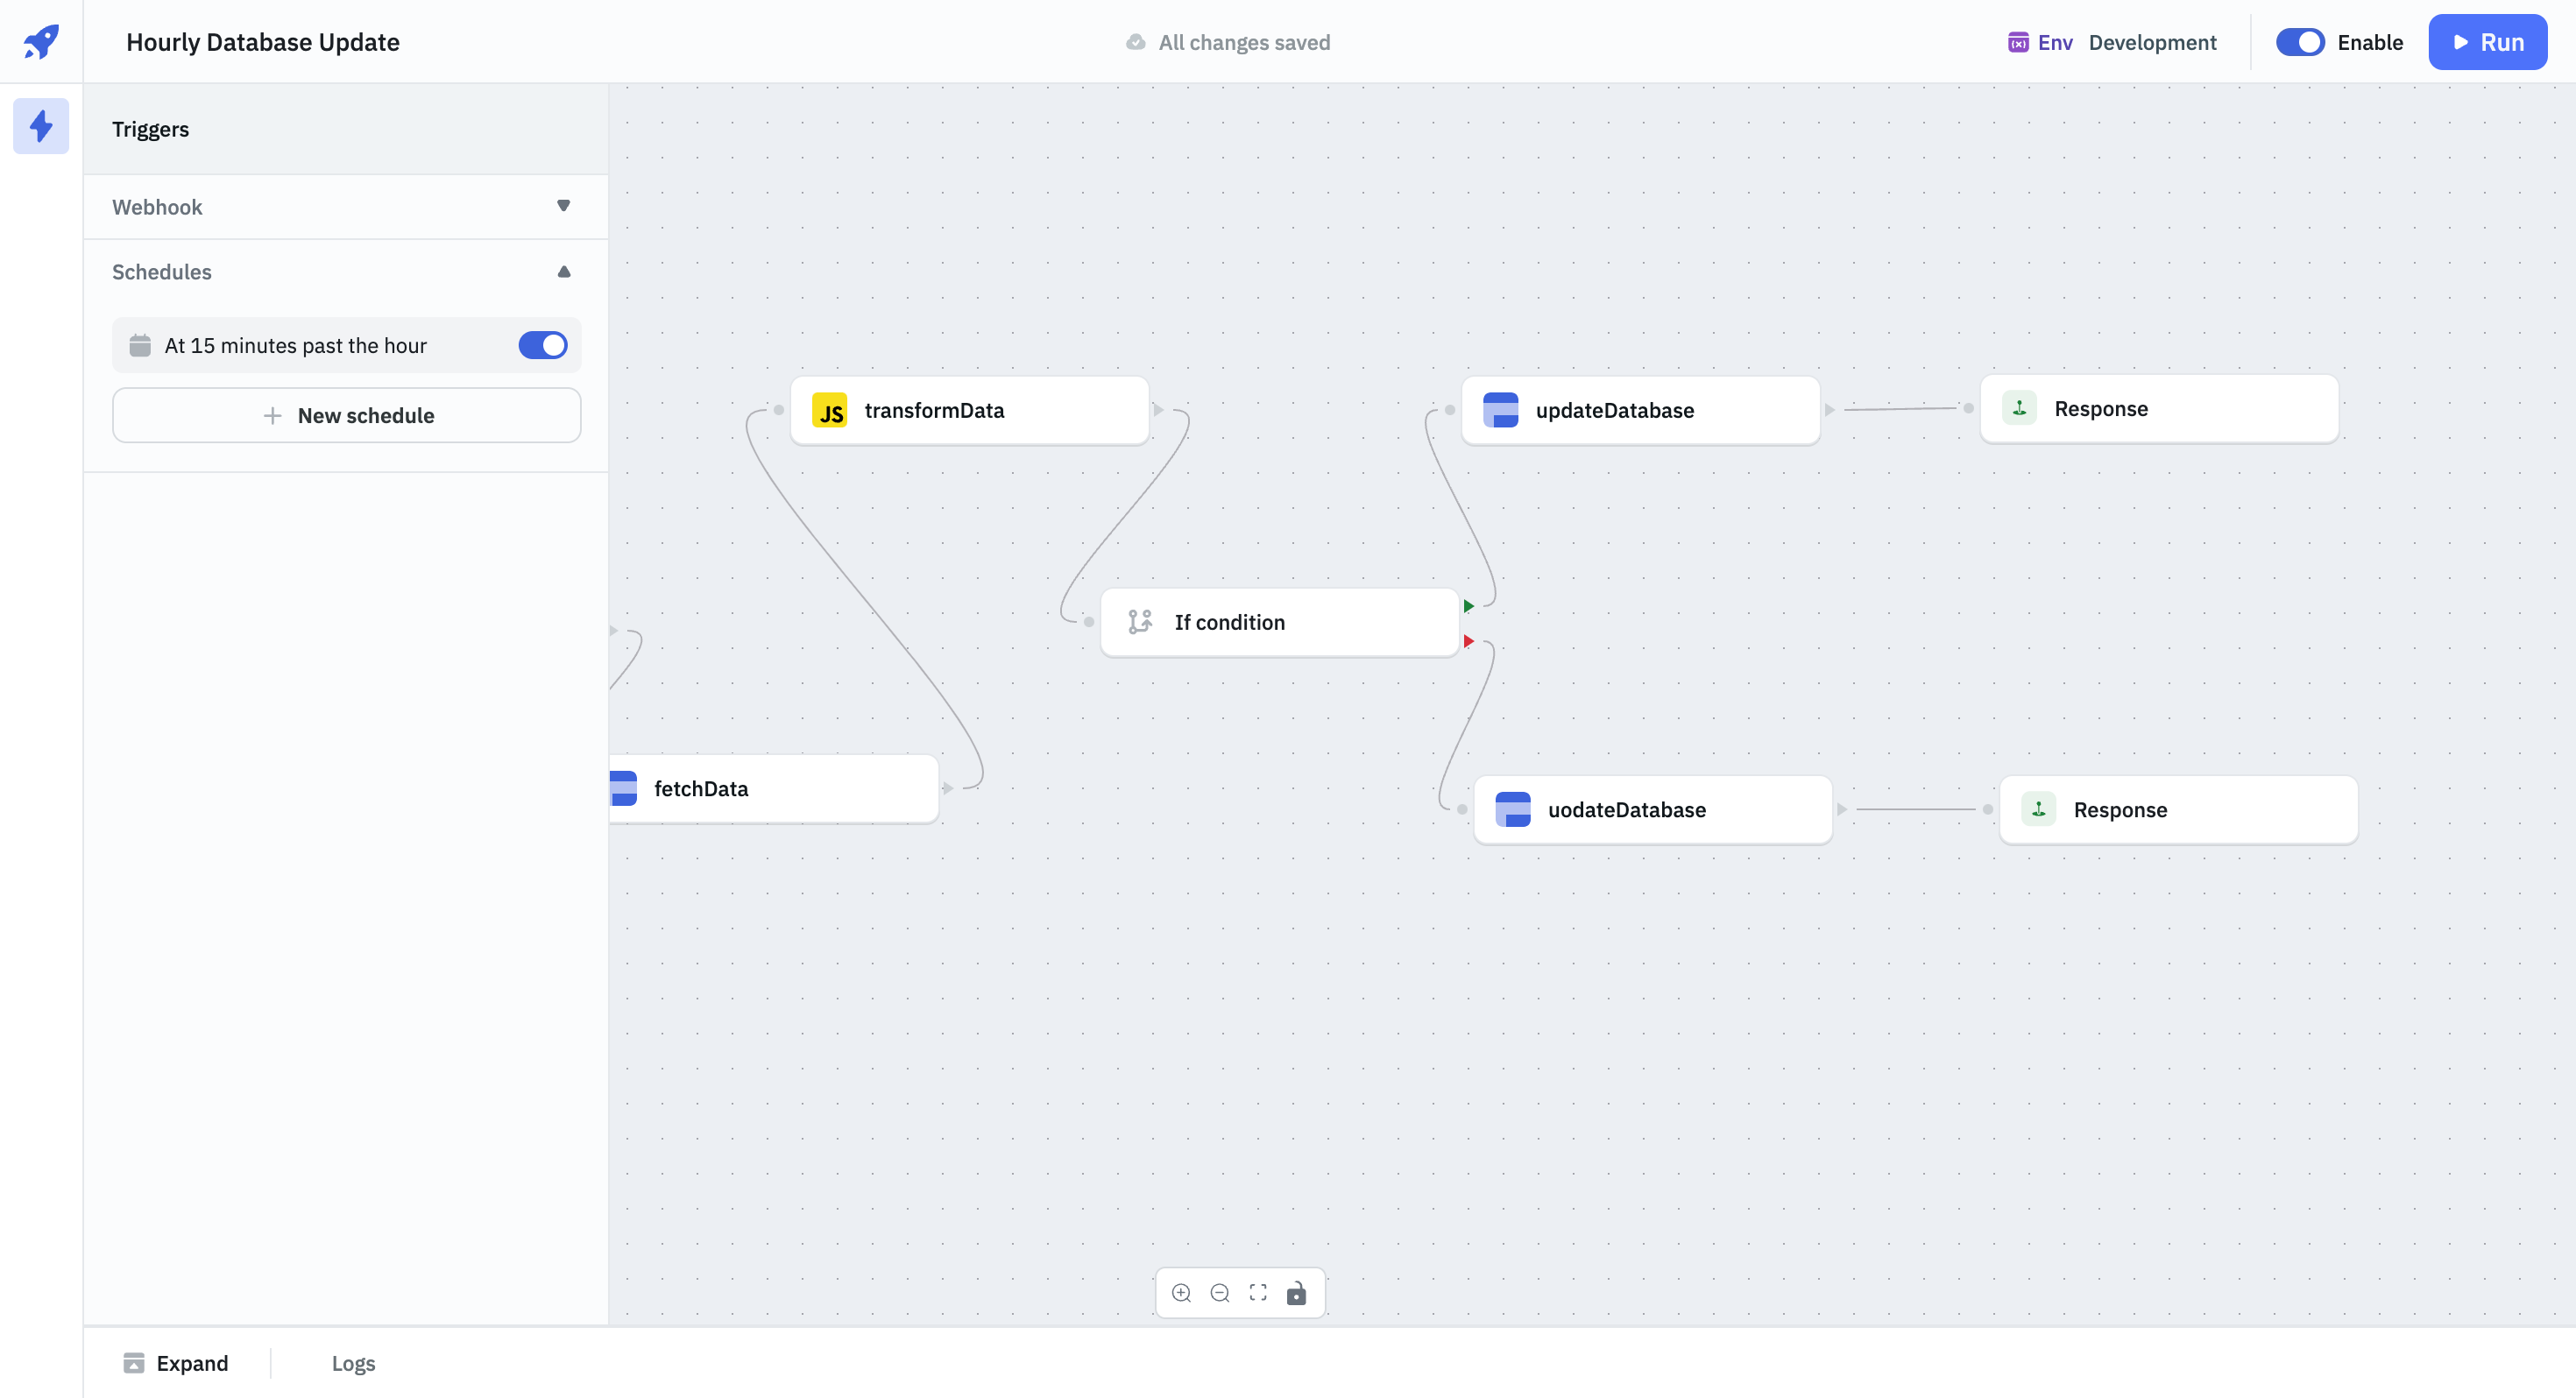 Hourly Database Update
All changes saved
Env Development
Enable
Run
Triggers
Webhook
Schedules
At 15 minutes past the hour
New schedule
JS transformData
updateDatabase
Response
If condition
fetchData
uodateDatabase
Response
Expand
Logs